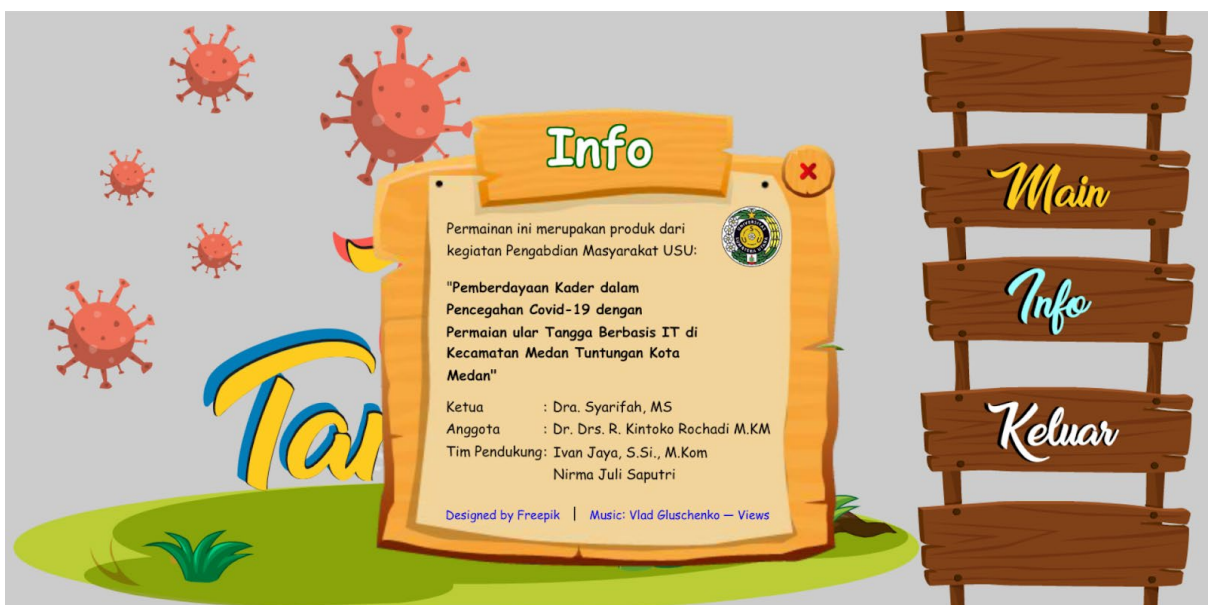 Info
Permainan ini merupakan produk dari
kegiatan Pengabdian Masyarakat USU:
"Pemberdayaan Kader dalam
Pencegahan Covid-19 dengan
Permaian ular Tangga Berbasis IT di
Kecamatan Medan Tuntungan Kota
Medan"
Ketua : Dra. Syarifah, MS
Anggota : Dr. Drs. R. Kintoko Rochadi M.KM
Tim Pendukung: Ivan Jaya, S.Si., M.Kom
Nirma Juli Saputri
Designed by Freepik | Music: Vlad Gluschenko — Views
Main
Info
Keluar